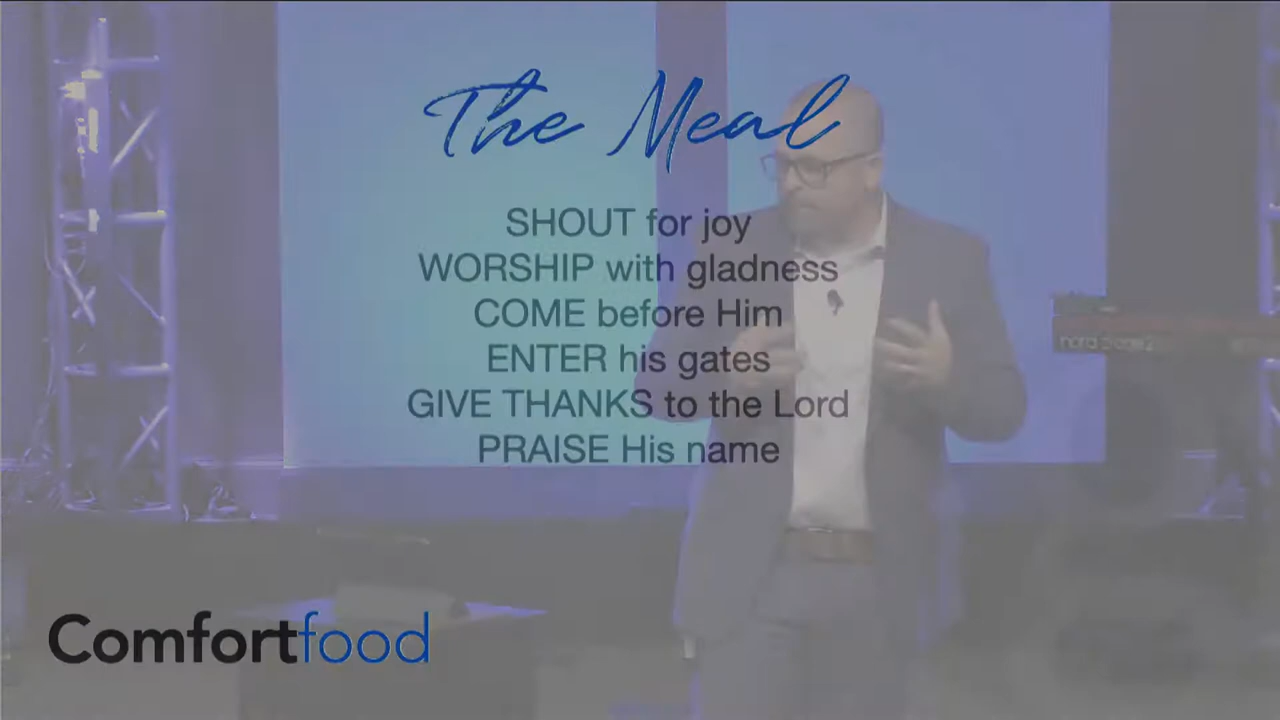 The Meal
SHOUT for joy
WORSHIP with gladness
COME before Him
ENTER his gates
GIVE THANKS to the Lord
PRAISE His name
Comfortfood